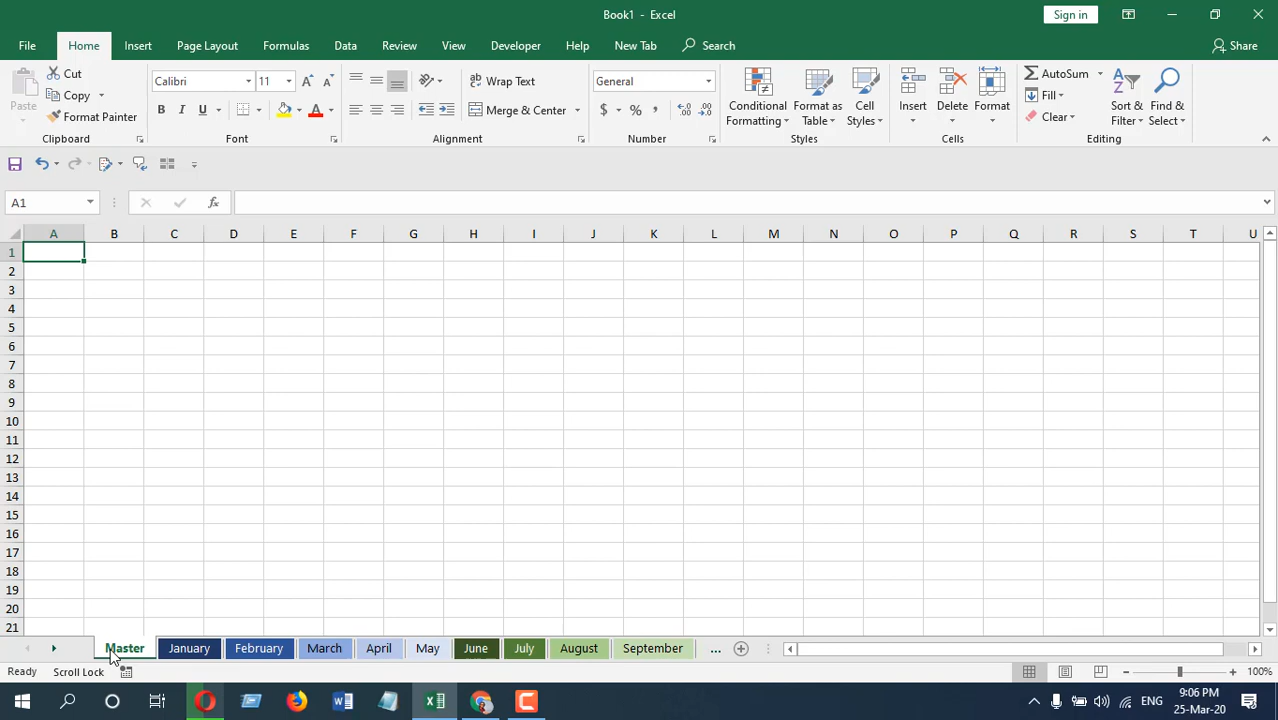 Book1 - Excel
Sign in
File Home Insert Page Layout Formulas Data Review View Developer Help New Tab Search Share
Paste
Cut
Copy
Format Painter
Clipboard
Calibri 11
B I U A
Font
Wrap Text
Merge & Center
Alignment
General
$ % ,
Number
Conditional Formatting
Format as Table
Cell Styles
Styles
Insert
Delete
Format
Cells
AutoSum
Fill
Clear
Sort & Filter
Find & Select
Editing
A1
fx
A B C D E F G H I J K L M N O P Q R S T U
1
2
3
4
5
6
7
8
9
10
11
12
13
14
15
16
17
18
19
20
21
Master January February March April May June July August September ...
Ready Scroll Lock 100%
ENG
9:06 PM
25-Mar-20